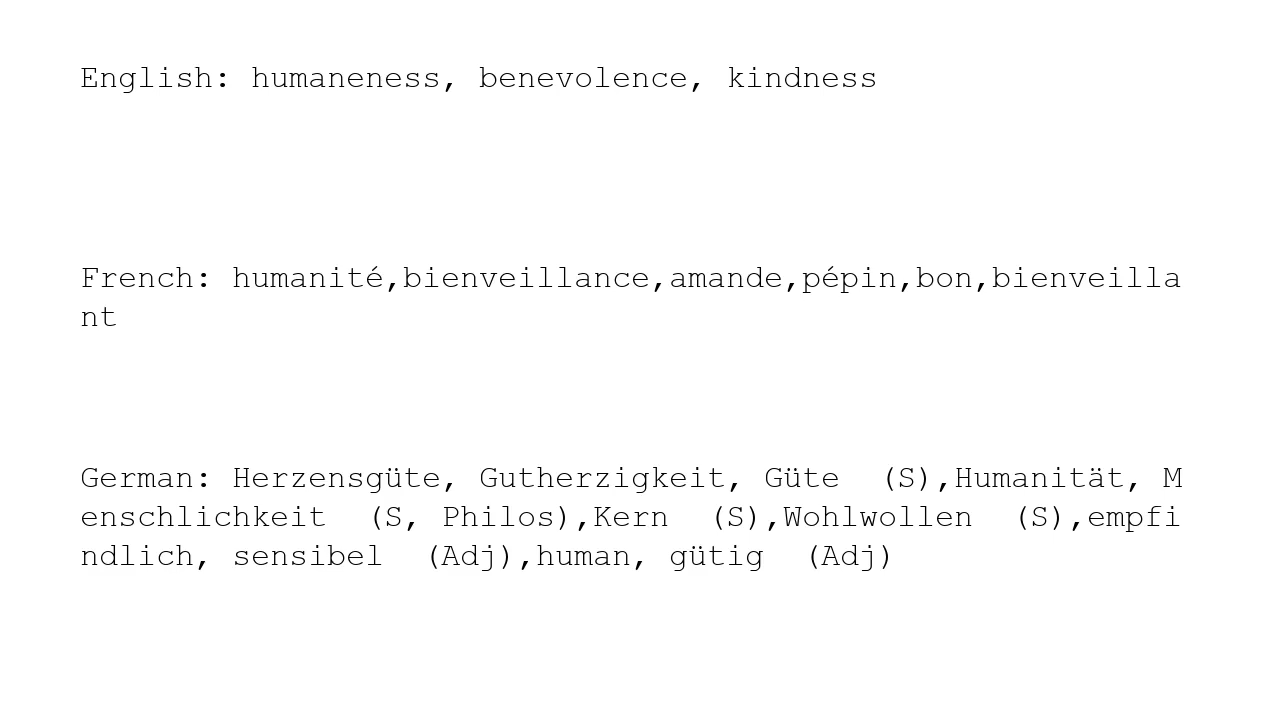 English: humaneness, benevolence, kindness
French: humanité,bienveillance,amande,pépin,bon,bienveilla
nt
German: Herzensgüte, Gutherzigkeit, Güte  (S),Humanität, M
enschlichkeit  (S, Philos),Kern  (S),Wohlwollen  (S),empfi
ndlich, sensibel  (Adj),human, gütig  (Adj)